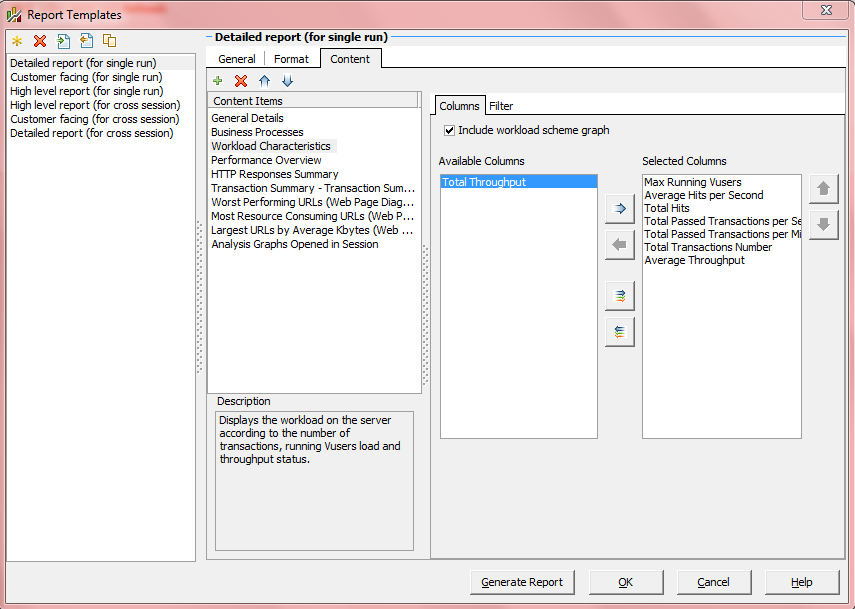 Report Templates
Detailed report (for single run)
Customer facing (for single run)
High level report (for single run)
High level report (for cross session)
Customer facing (for cross session)
Detailed report (for cross session)
Detailed report (for single run)
General
Format
Content
Content Items
General Details
Business Processes
Workload Characteristics
Performance Overview
HTTP Responses Summary
Transaction Summary - Transaction Sum...
Worst Performing URLs (Web Page Diag...
Most Resource Consuming URLs (Web P...
Largest URLs by Average Kbytes (Web ...
Analysis Graphs Opened in Session
Description
Displays the workload on the server
according to the number of
transactions, running Vusers load and
throughput status.
Columns
Filter
Include workload scheme graph
Available Columns
Total Throughput
Selected Columns
Max Running Vusers
Average Hits per Second
Total Hits
Total Passed Transactions per Se
Total Passed Transactions per Mi
Total Transactions Number
Average Throughput
Generate Report
OK
Cancel
Help